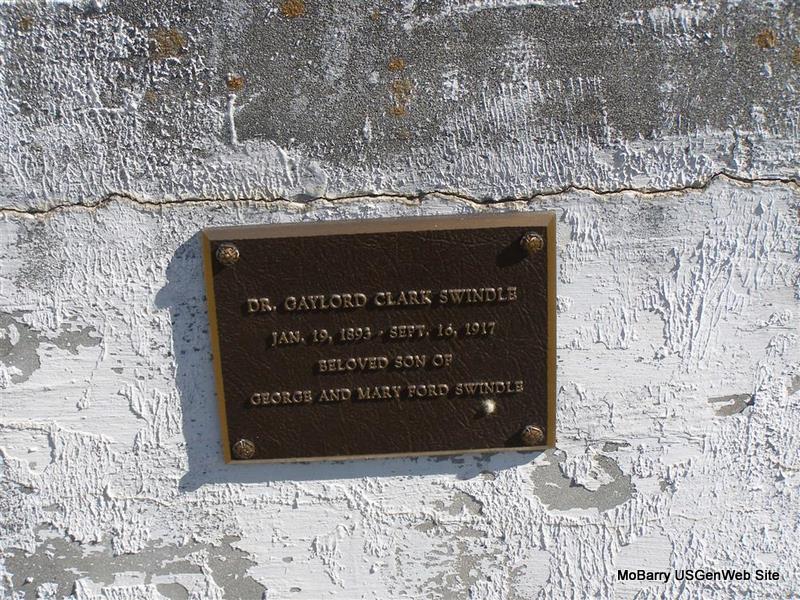 DR. GAYLORD CLARK SWINDLE
JAN. 19, 1893 - SEPT. 16, 1917
BELOVED SON OF
GEORGE AND MARY FORD SWINDLE
MoBarry USGenWeb Site